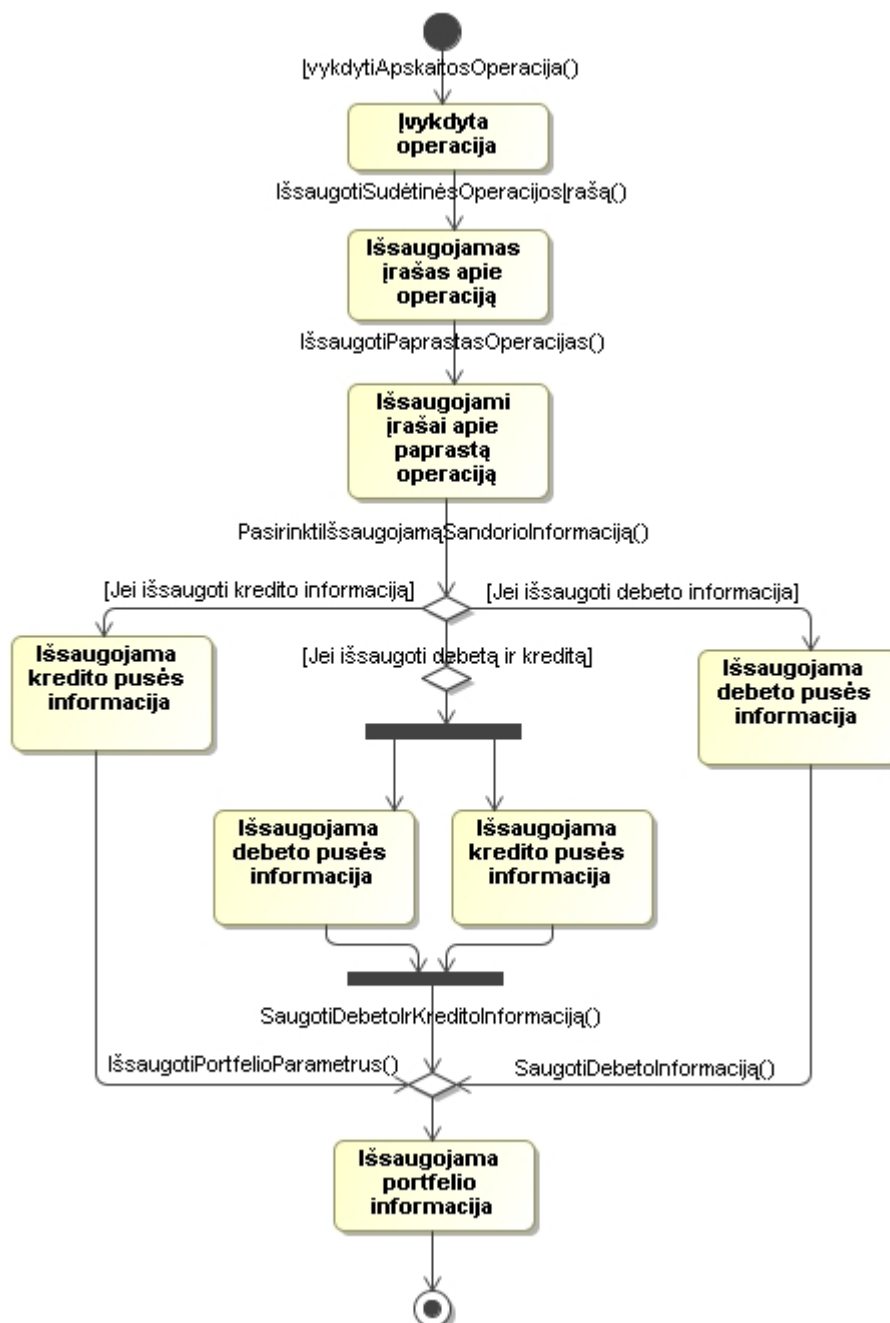 ĮvykdytiApskaitosOperacija()
Įvykdyta
operacija
IšsaugotiSudėtinėsOperacijosĮrašą()
Išsaugojamas
įrašas apie
operaciją
IšsaugotiPaprastasOperacijas()
Išsaugojami
įrašai apie
paprastą
operaciją
PasirinktiIšsaugojamąSandorioInformaciją()
[Jei išsaugoti kredito informaciją]
[Jei išsaugoti debeto informacija]
Išsaugojama
kredito pusės
informacija
[Jei išsaugoti debetą ir kreditą]
Išsaugojama
debeto pusės
informacija
Išsaugojama
debeto pusės
informacija
Išsaugojama
kredito pusės
informacija
SaugotiDebetoIrKreditoInformaciją()
IšsaugotiPortfelioParametrus()
SaugotiDebetoInformaciją()
Išsaugojama
portfelio
informacija